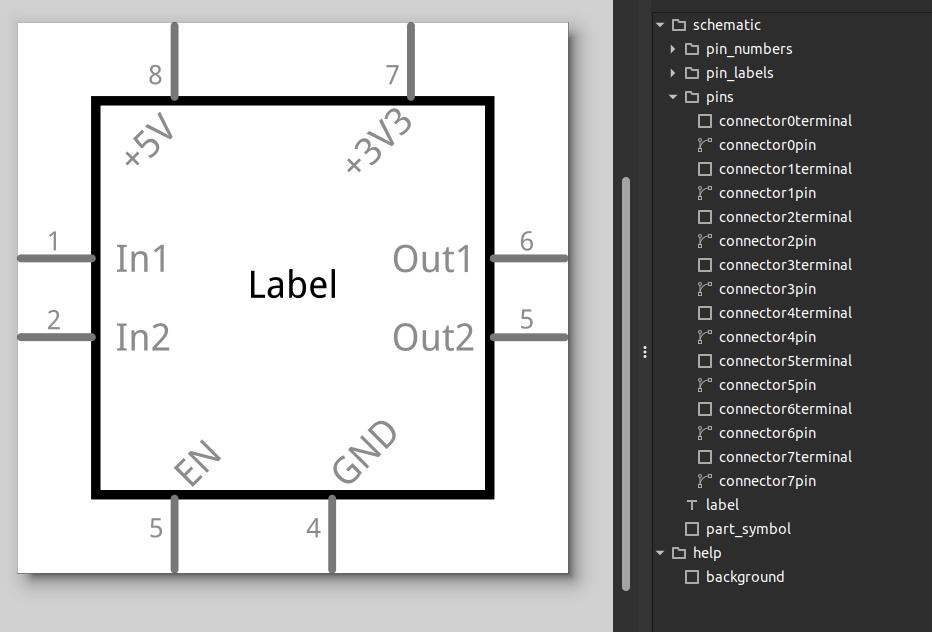 8
7
+5V
+3V3
1
In1
Out1
6
Label
2
In2
Out2
5
EN
GND
5
4
schematic
pin_numbers
pin_labels
pins
connector0terminal
connector0pin
connector1terminal
connector1pin
connector2terminal
connector2pin
connector3terminal
connector3pin
connector4terminal
connector4pin
connector5terminal
connector5pin
connector6terminal
connector6pin
connector7terminal
connector7pin
label
part_symbol
help
background